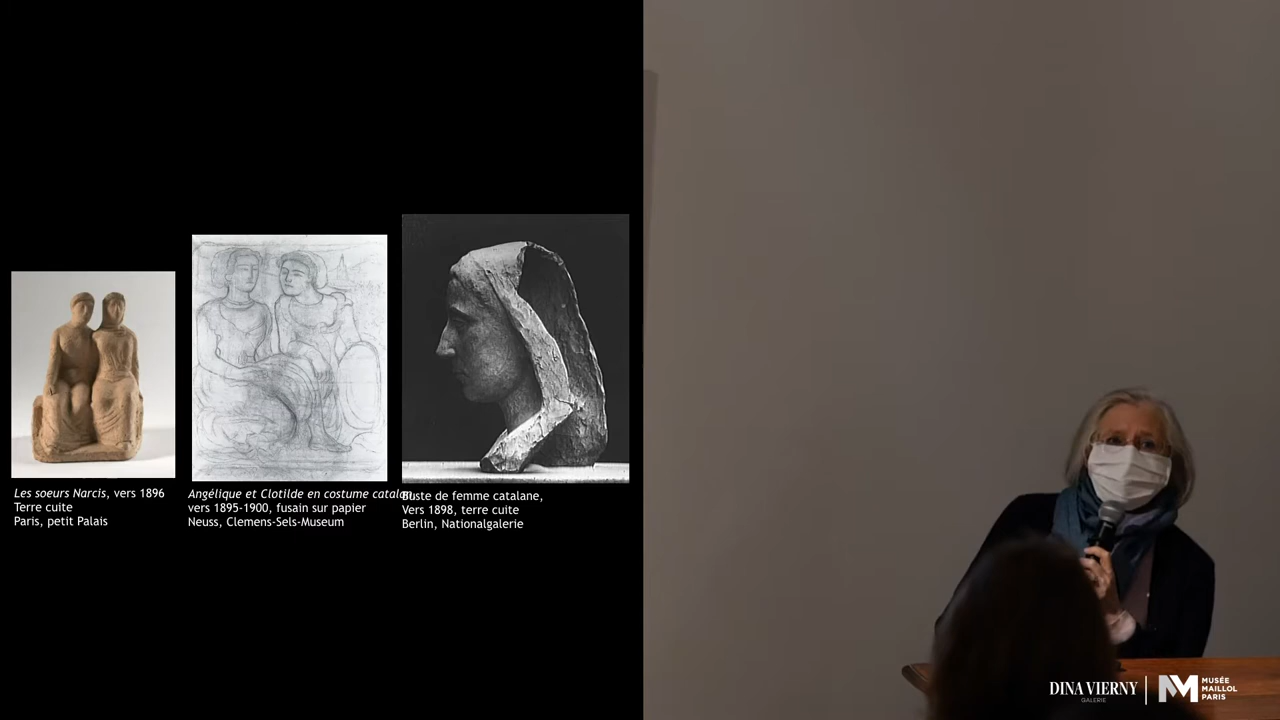 Les soeurs Narcis, vers 1896
Terre cuite
Paris, petit Palais
Angélique et Clotilde en costume catalan
vers 1895-1900, fusain sur papier
Neuss, Clemens-Sels-Museum
Buste de femme catalane,
Vers 1898, terre cuite
Berlin, Nationalgalerie
DINA VIERNY
GALERIE
MUSÉE
MAILLOL
PARIS